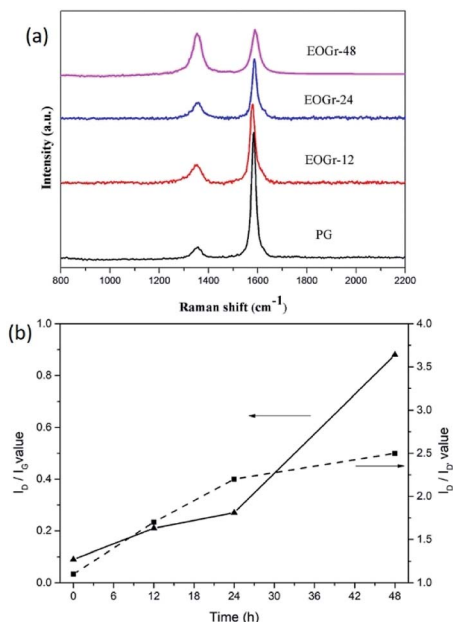 (a)
EOGr-48
EOGr-24
EOGr-12
PG
Intensity (a.u.)
800 1000 1200 1400 1600 1800 2000 2200
Raman shift (cm⁻¹)
(b)
1.0
0.8
0.6
0.4
0.2
0.0
I_D / I_G value
4.0
3.5
3.0
2.5
2.0
1.5
1.0
I_D / I_D' value
0 6 12 18 24 30 36 42 48
Time (h)